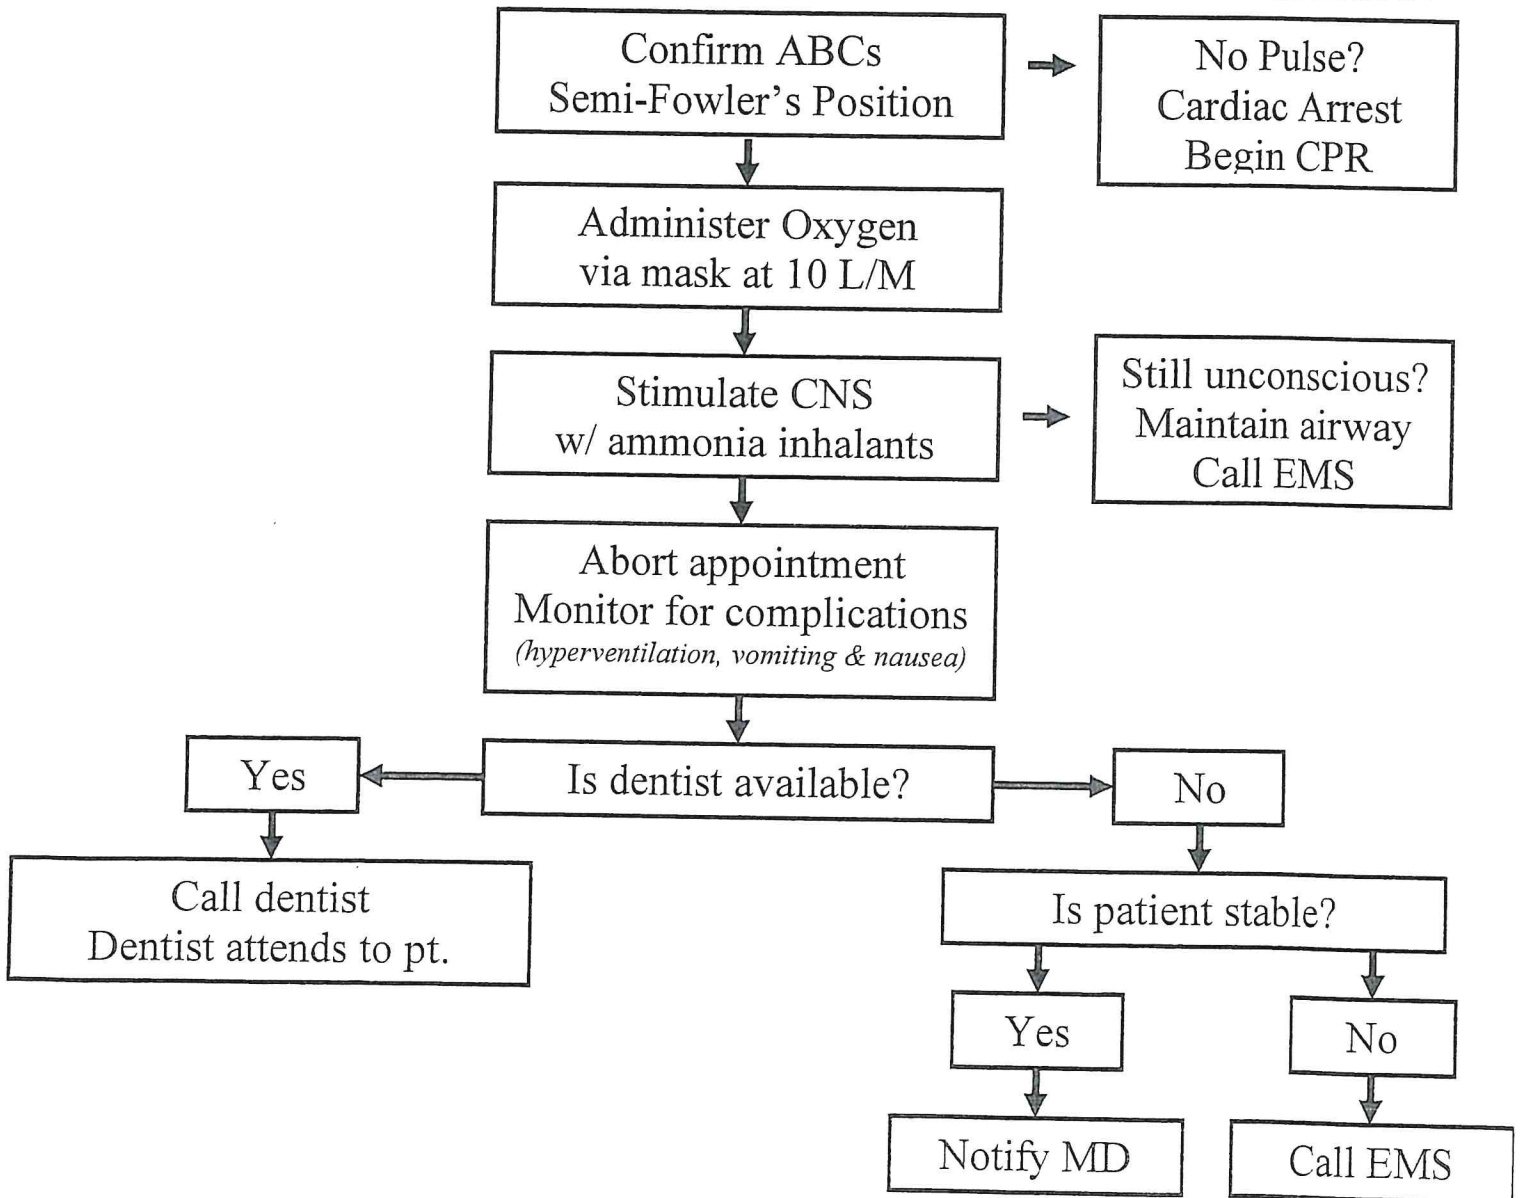 Confirm ABCs
Semi-Fowler's Position
No Pulse?
Cardiac Arrest
Begin CPR
Administer Oxygen
via mask at 10 L/M
Stimulate CNS
w/ ammonia inhalants
Still unconscious?
Maintain airway
Call EMS
Abort appointment
Monitor for complications
(hyperventilation, vomiting & nausea)
Is dentist available?
Yes
No
Call dentist
Dentist attends to pt.
Is patient stable?
Yes
No
Notify MD
Call EMS